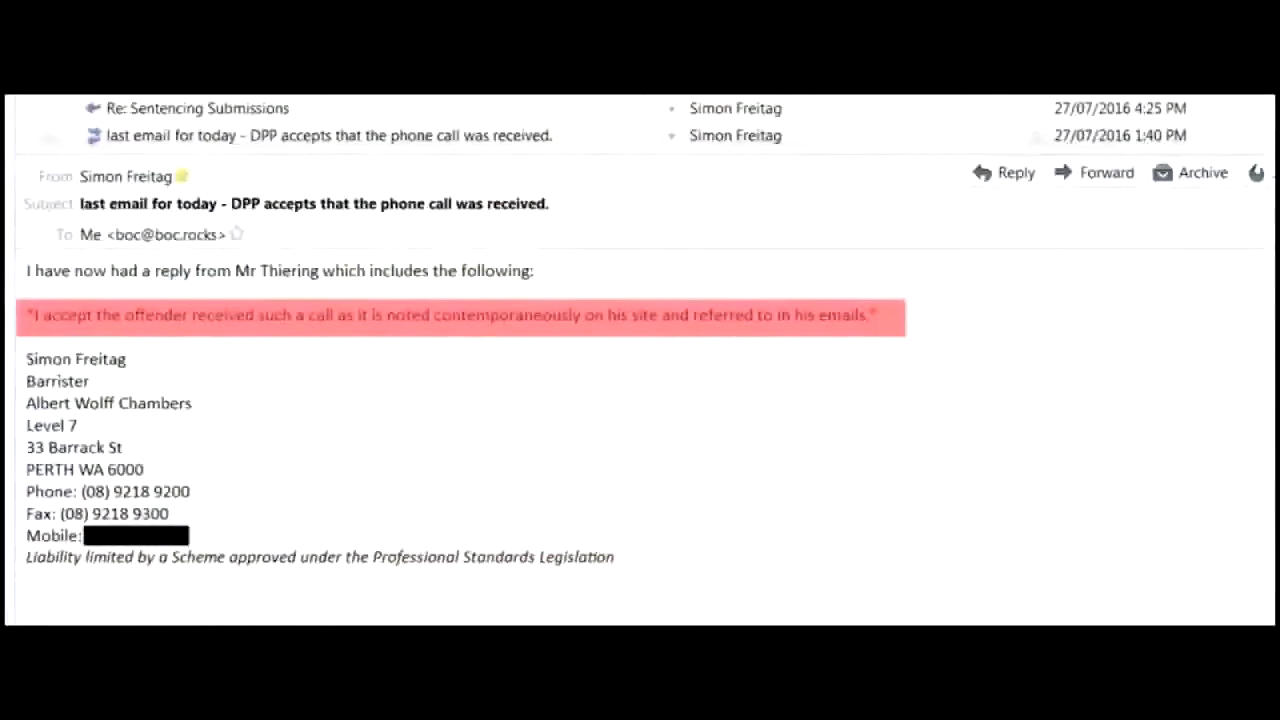 Re: Sentencing Submissions Simon Freitag 27/07/2016 4:25 PM
last email for today - DPP accepts that the phone call was received. Simon Freitag 27/07/2016 1:40 PM
From Simon Freitag Reply Forward Archive
Subject last email for today - DPP accepts that the phone call was received.
To Me <boc@boc.rocks>
I have now had a reply from Mr Thiering which includes the following:
"I accept the offender received such a call as it is noted contemporaneously on his site and referred to in his emails."
Simon Freitag
Barrister
Albert Wolff Chambers
Level 7
33 Barrack St
PERTH WA 6000
Phone: (08) 9218 9200
Fax: (08) 9218 9300
Mobile:
Liability limited by a Scheme approved under the Professional Standards Legislation